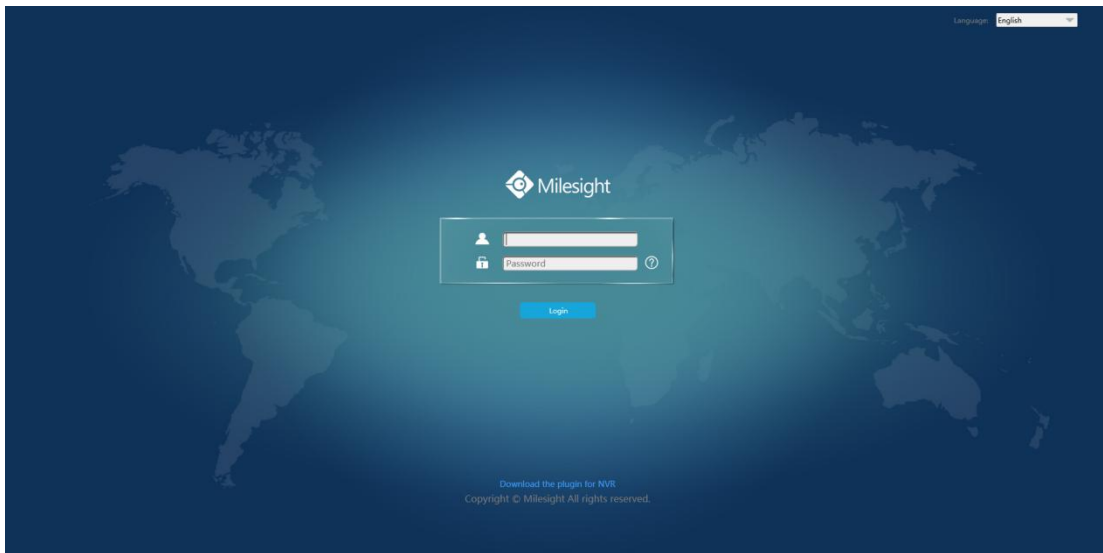 Language: English
Milesight
Password
Login
Download the plugin for NVR
Copyright © Milesight All rights reserved.